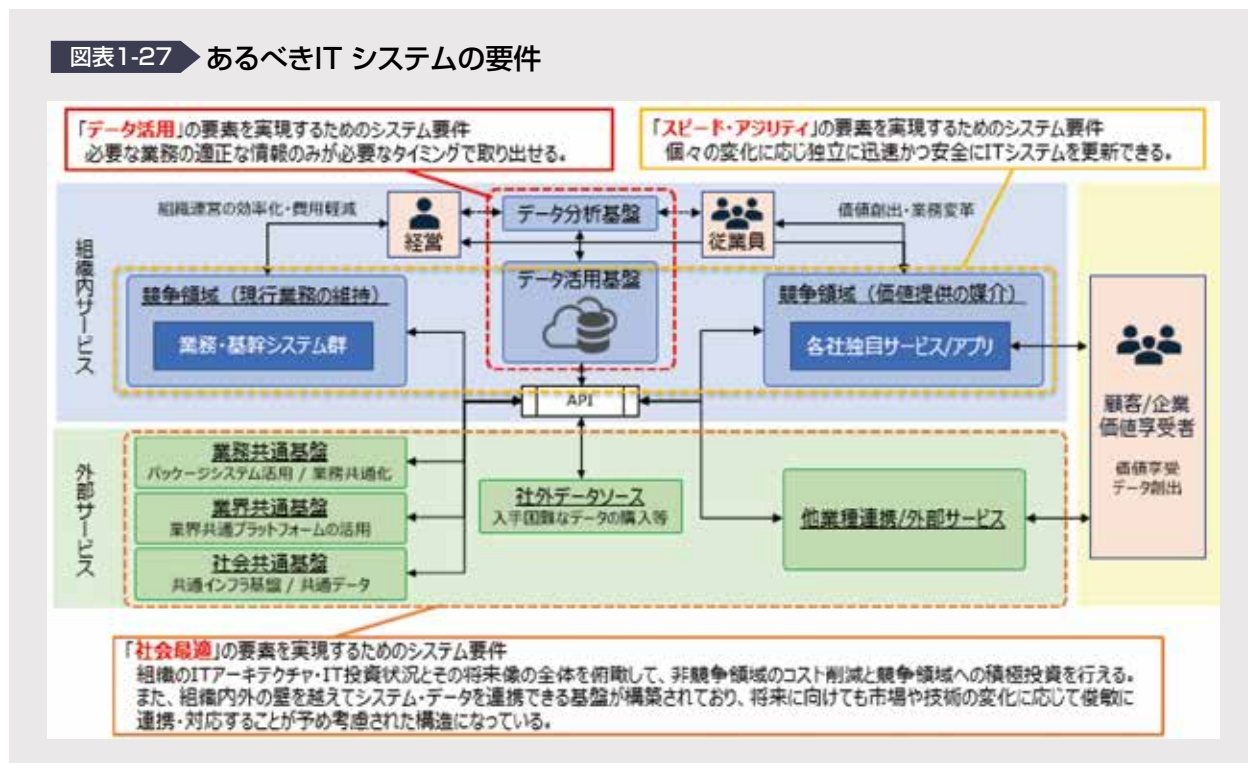 図表1-27 あるべきIT システムの要件
「データ活用」の要素を実現するためのシステム要件
必要な業務の適正な情報のみが必要なタイミングで取り出せる。
「スピード・アジリティ」の要素を実現するためのシステム要件
個々の変化に応じ独立に迅速かつ安全にITシステムを更新できる。
組織内サービス
組織運営の効率化・費用軽減
経営
データ分析基盤
従業員
価値創出・業務変革
競争領域（現行業務の維持）
業務・基幹システム群
データ活用基盤
競争領域（価値提供の媒介）
各社独自サービス/アプリ
API
顧客/企業
価値享受者
価値享受
データ創出
外部サービス
業務共通基盤
パッケージシステム活用 / 業務共通化
業界共通基盤
業界共通プラットフォームの活用
社会共通基盤
共通インフラ基盤 / 共通データ
社外データソース
入手困難なデータの購入等
他業種連携/外部サービス
「社会最適」の要素を実現するためのシステム要件
組織のITアーキテクチャ・IT投資状況とその将来像の全体を俯瞰して、非競争領域のコスト削減と競争領域への積極投資を行える。
また、組織内外の壁を越えてシステム・データを連携できる基盤が構築されており、将来に向けても市場や技術の変化に応じて俊敏に
連携・対応することが予め考慮された構造になっている。